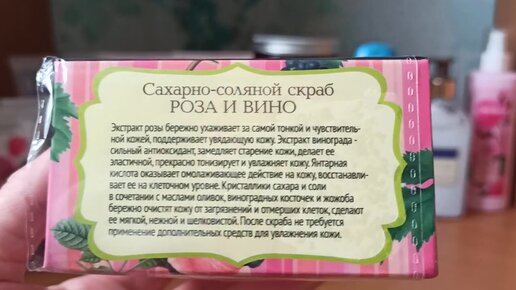 Сахарно-соляной скраб
РОЗА И ВИНО
Экстракт розы бережно ухаживает за самой тонкой и чувствитель-
ной кожей, поддерживает увядающую кожу. Экстракт винограда -
сильный антиоксидант, замедляет старение кожи, делает ее
эластичной, прекрасно тонизирует и увлажняет кожу. Янтарная
кислота оказывает омолаживающее действие на кожу, восстанавли-
вает ее на клеточном уровне. Кристаллики сахара и соли
в сочетании с маслами оливок, виноградных косточек и жожоба
бережно очистят кожу от загрязнений и отмерших клеток, сделают
ее мягкой, нежной и шелковистой. После скраба не требуется
применение дополнительных средств для увлажнения кожи.